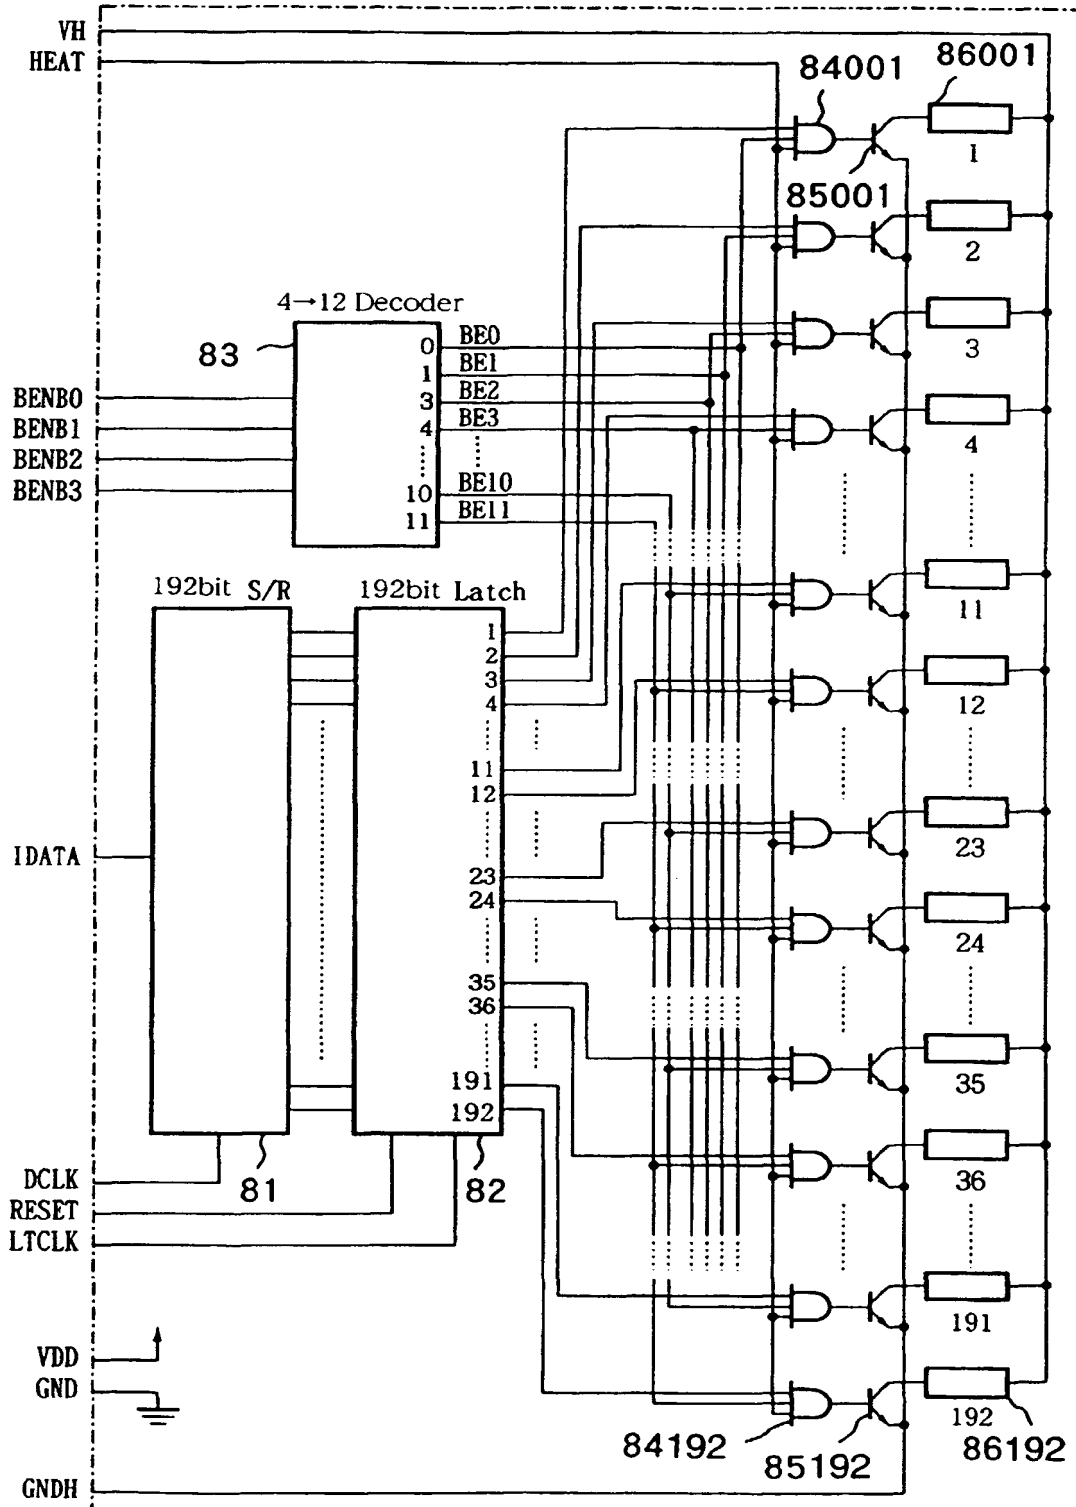 VH
HEAT
84001
86001
1
85001
2
4→12 Decoder
83
0 BE0
1 BE1
3 BE2
4 BE3
10 BE10
11 BE11
BENB0
BENB1
BENB2
BENB3
3
4
192bit S/R
192bit Latch
11
12
1
2
3
4
11
12
23
24
35
36
191
192
IDATA
23
24
35
36
DCLK
RESET
LTCLK
81
82
191
VDD
GND
192
84192
85192
86192
GNDH